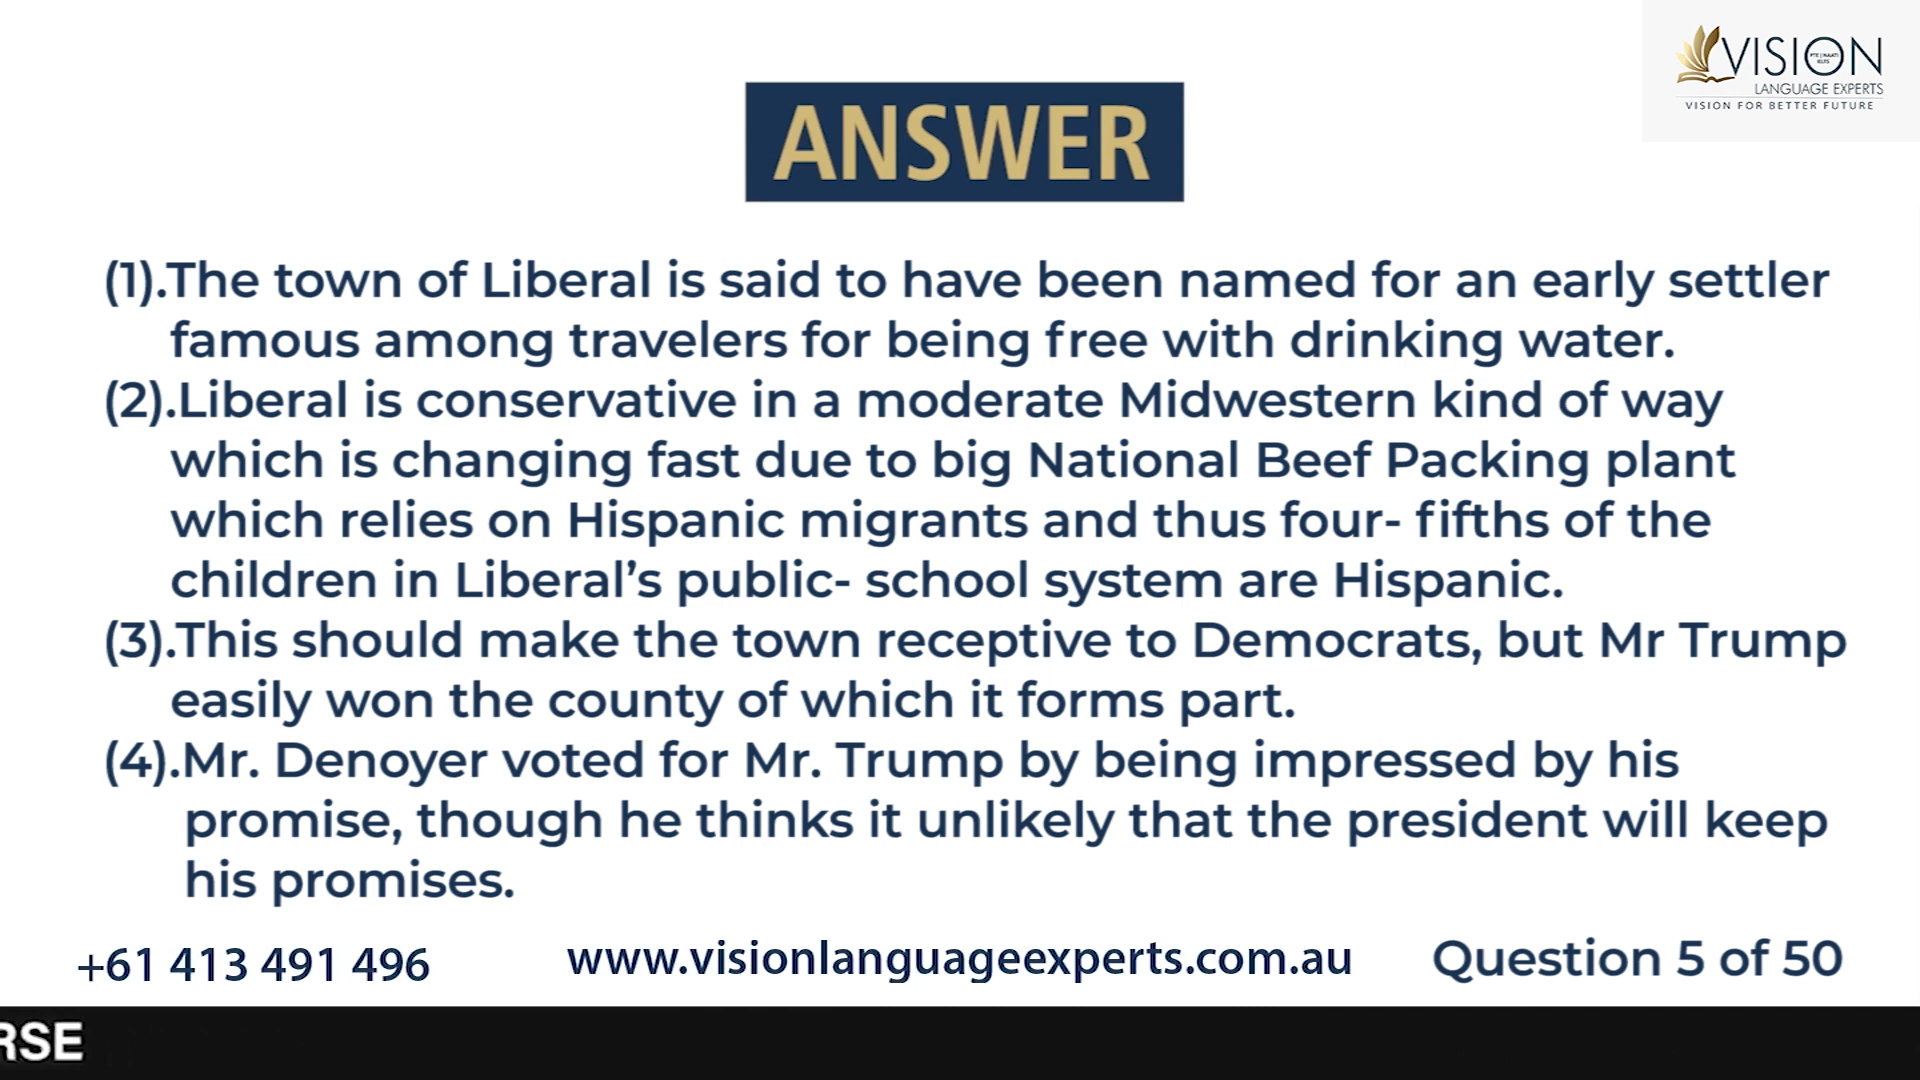 VISION
LANGUAGE EXPERTS
VISION FOR BETTER FUTURE
ANSWER
(1).The town of Liberal is said to have been named for an early settler
famous among travelers for being free with drinking water.
(2).Liberal is conservative in a moderate Midwestern kind of way
which is changing fast due to big National Beef Packing plant
which relies on Hispanic migrants and thus four- fifths of the
children in Liberal’s public- school system are Hispanic.
(3).This should make the town receptive to Democrats, but Mr Trump
easily won the county of which it forms part.
(4).Mr. Denoyer voted for Mr. Trump by being impressed by his
promise, though he thinks it unlikely that the president will keep
his promises.
+61 413 491 496
www.visionlanguageexperts.com.au
Question 5 of 50
RSE